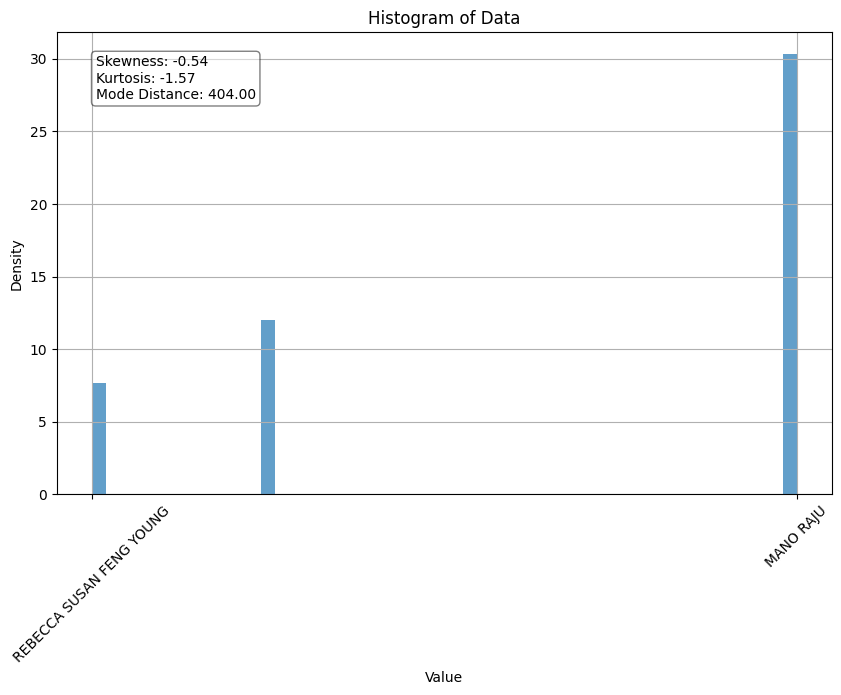 Histogram of Data
Skewness: -0.54
Kurtosis: -1.57
Mode Distance: 404.00
30
25
20
15
10
5
0
Density
REBECCA SUSAN FENG YOUNG
MANO RAJU
Value